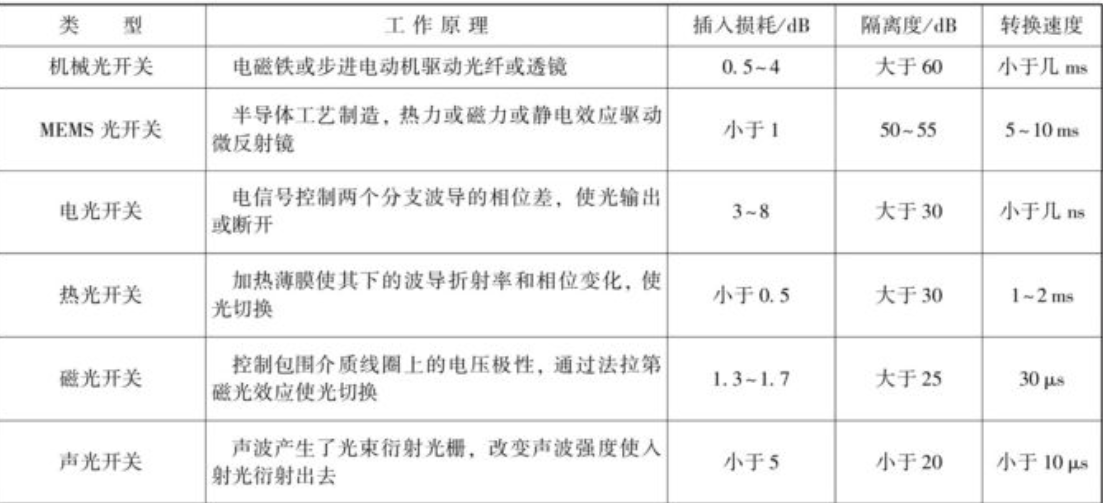 类 型 工作原理 插入损耗/dB 隔离度/dB 转换速度
机械光开关 电磁铁或步进电动机驱动光纤或透镜 0.5~4 大于60 小于几 ms
MEMS 光开关 半导体工艺制造，热力或磁力或静电效应驱动
微反射镜 小于1 50~55 5~10 ms
电光开关 电信号控制两个分支波导的相位差，使光输出
或断开 3~8 大于30 小于几 ns
热光开关 加热薄膜使其下的波导折射率和相位变化，使
光切换 小于0.5 大于30 1~2 ms
磁光开关 控制包围介质线圈上的电压极性，通过法拉第
磁光效应使光切换 1.3~1.7 大于25 30 μs
声光开关 声波产生了光束衍射光栅，改变声波强度使入
射光衍射出去 小于5 小于20 小于10 μs